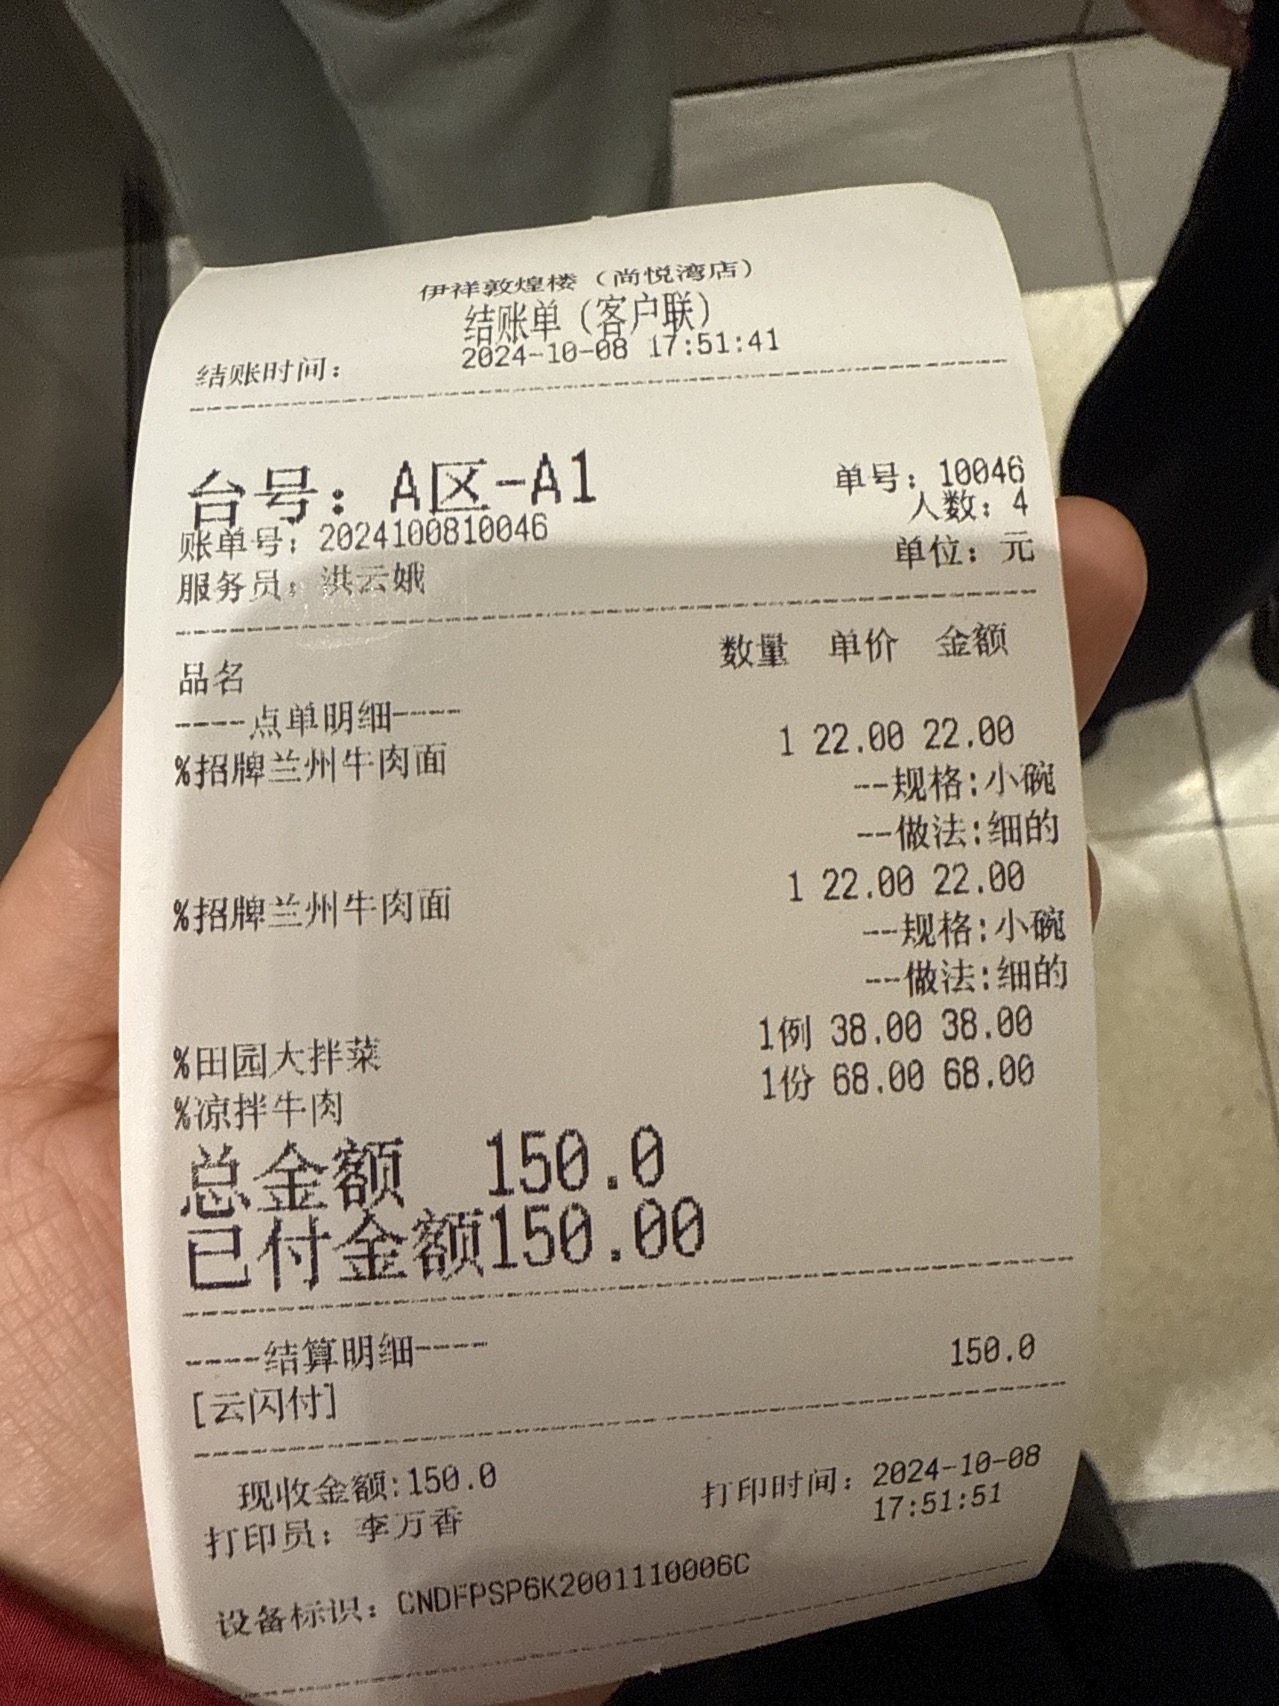 伊祥敦煌楼（尚悦湾店）
结账单（客户联）
结账时间： 2024-10-08 17:51:41
台号：A区-A1 单号：10046
人数：4
账单号：2024100810046
服务员：洪云娥 单位：元
品名 数量 单价 金额
----点单明细----
%招牌兰州牛肉面 1 22.00 22.00
--规格:小碗
--做法:细的
%招牌兰州牛肉面 1 22.00 22.00
--规格:小碗
--做法:细的
%田园大拌菜 1例 38.00 38.00
%凉拌牛肉 1份 68.00 68.00
总金额 150.0
已付金额150.00
----结算明细----
[云闪付] 150.0
现收金额:150.0
打印员：李万香 打印时间：2024-10-08
17:51:51
设备标识：CNDFPSP6K2001110006C